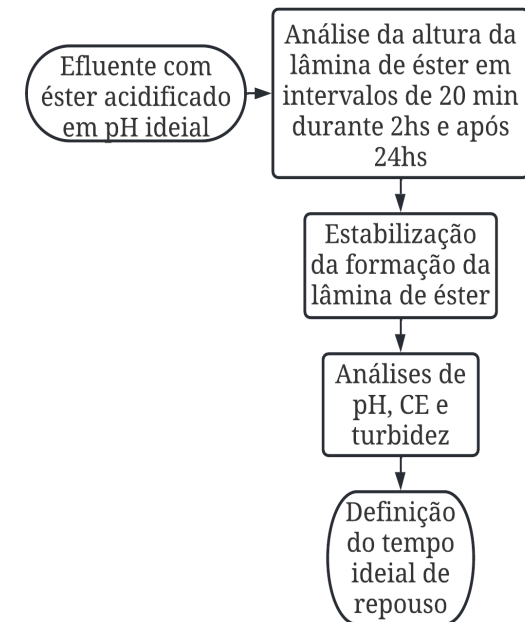 Efluente com
éster acidificado
em pH ideial
Análise da altura da
lâmina de éster em
intervalos de 20 min
durante 2hs e após
24hs
Estabilização
da formação da
lâmina de éster
Análises de
pH, CE e
turbidez
Definição
do tempo
ideial de
repouso